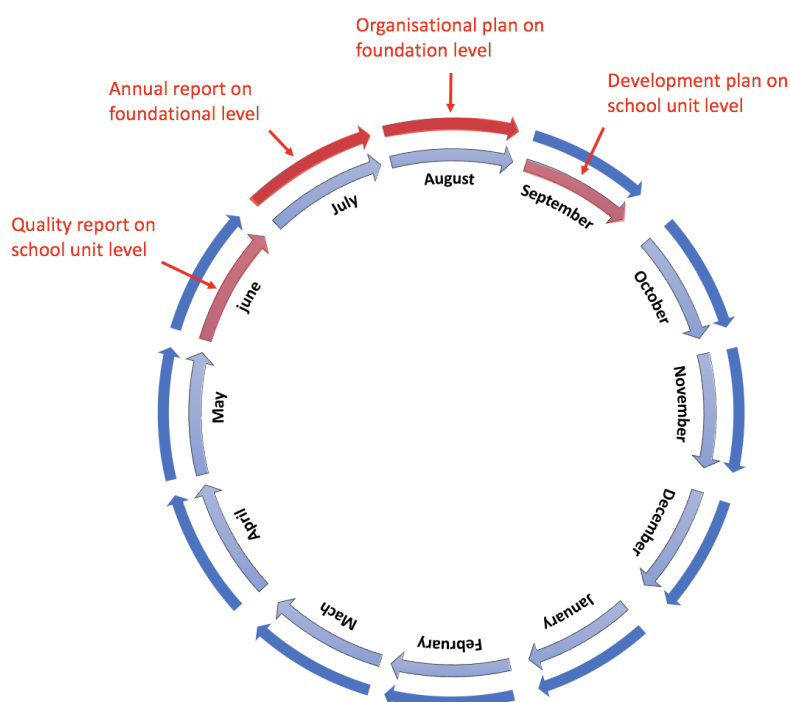 Organisational plan on
foundation level
Development plan on
school unit level
Annual report on
foundational level
Quality report on
school unit level
August
September
October
November
December
January
February
Mach
April
May
june
July